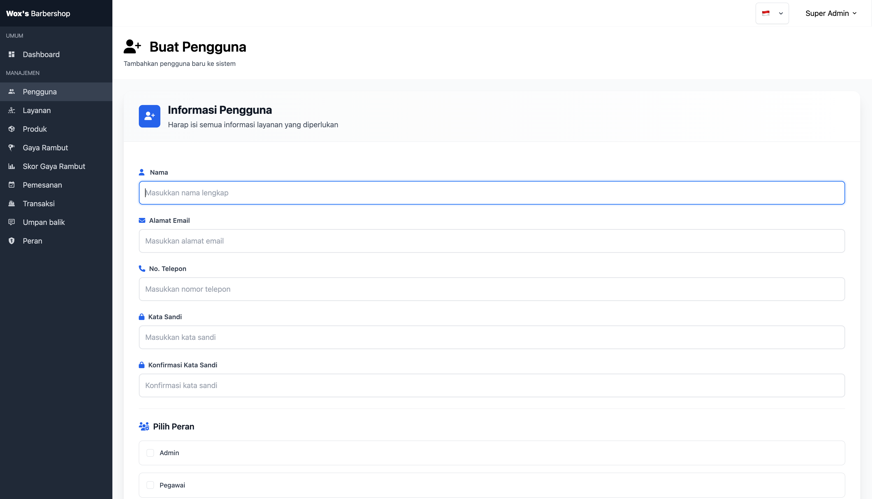 Wox's Barbershop
Super Admin
UMUM
Dashboard
MANAJEMEN
Pengguna
Layanan
Produk
Gaya Rambut
Skor Gaya Rambut
Pemesanan
Transaksi
Umpan balik
Peran
Buat Pengguna
Tambahkan pengguna baru ke sistem
Informasi Pengguna
Harap isi semua informasi layanan yang diperlukan
Nama
Masukkan nama lengkap
Alamat Email
Masukkan alamat email
No. Telepon
Masukkan nomor telepon
Kata Sandi
Masukkan kata sandi
Konfirmasi Kata Sandi
Konfirmasi kata sandi
Pilih Peran
Admin
Pegawai